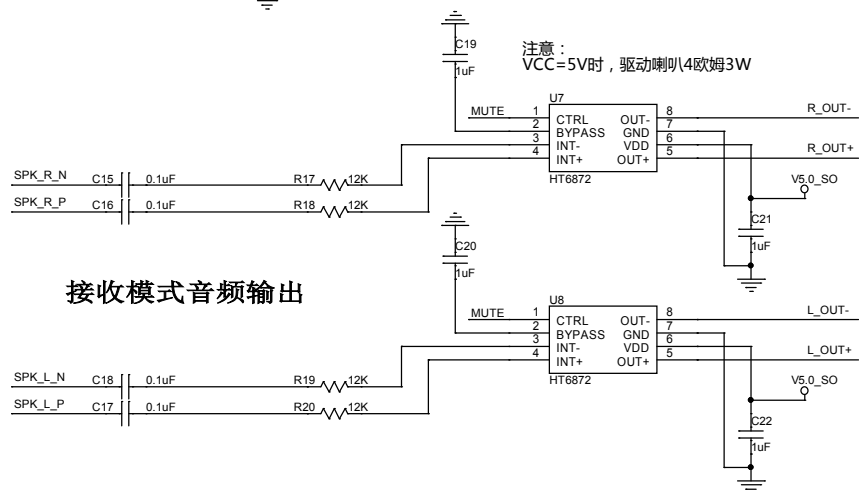 C19
1uF
注意：
VCC=5V时，驱动喇叭4欧姆3W
U7
MUTE 1 CTRL OUT- 8 R_OUT-
2 BYPASS GND 7
3 INT- VDD 6
4 INT+ OUT+ 5 R_OUT+
HT6872
SPK_R_N C15 0.1uF R17 12K
V5.0_SO
SPK_R_P C16 0.1uF R18 12K
C21
1uF
C20
1uF
接收模式音频输出
U8
MUTE 1 CTRL OUT- 8 L_OUT-
2 BYPASS GND 7
3 INT- VDD 6
4 INT+ OUT+ 5 L_OUT+
HT6872
SPK_L_N C18 0.1uF R19 12K
V5.0_SO
SPK_L_P C17 0.1uF R20 12K
C22
1uF